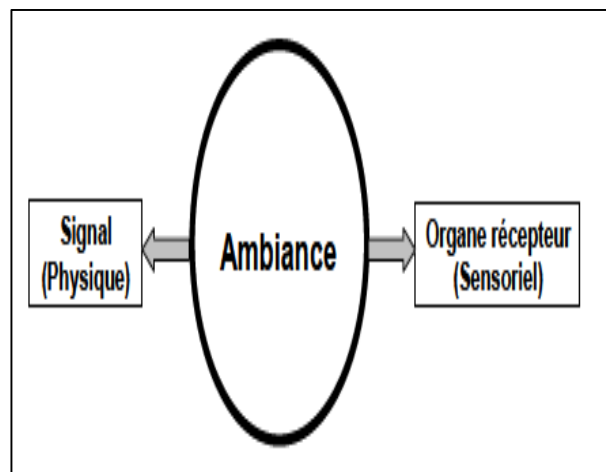 Signal
(Physique)
Ambiance
Organe récepteur
(Sensoriel)